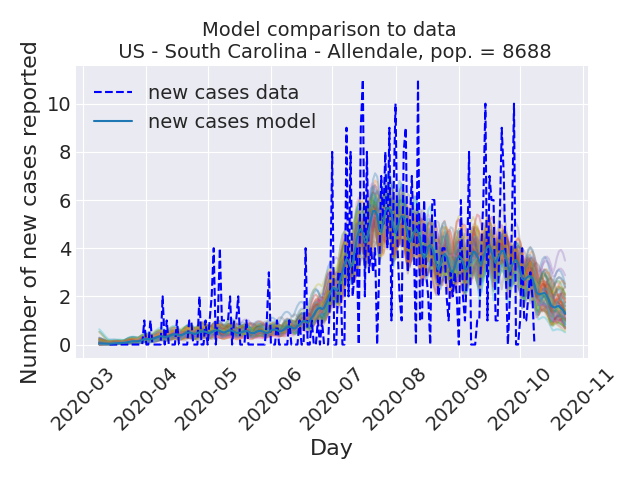 Model comparison to data
US - South Carolina - Allendale, pop. = 8688
Number of new cases reported
new cases data
new cases model
10
8
6
4
2
0
2020-03
2020-04
2020-05
2020-06
2020-07
2020-08
2020-09
2020-10
2020-11
Day